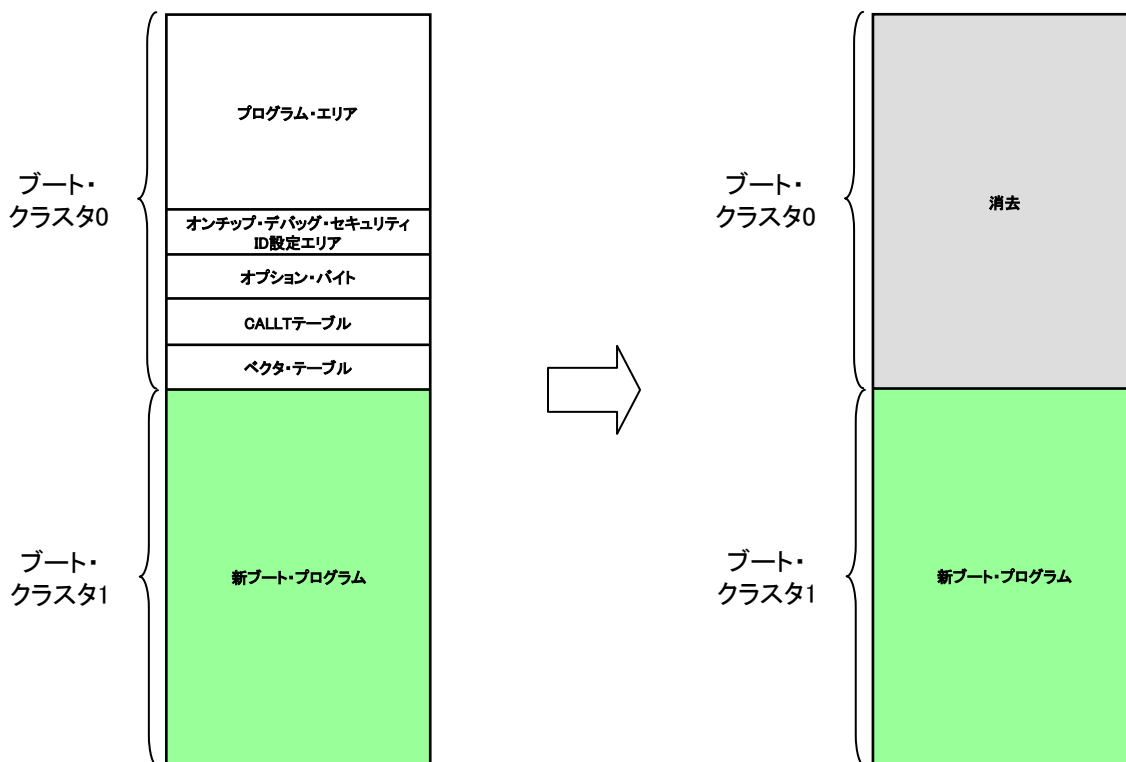 プログラム・エリア
ブート・
クラスタ0
オンチップ・デバッグ・セキュリティ
ID設定エリア
オプション・バイト
CALLTテーブル
ベクタ・テーブル
ブート・
クラスタ1
新ブート・プログラム
ブート・
クラスタ0
消去
ブート・
クラスタ1
新ブート・プログラム